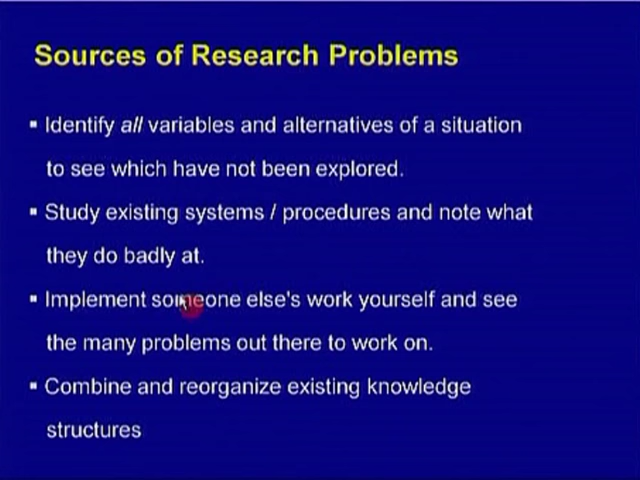 Sources of Research Problems
▪ Identify all variables and alternatives of a situation
to see which have not been explored.
▪ Study existing systems / procedures and note what
they do badly at.
▪ Implement someone else's work yourself and see
the many problems out there to work on.
▪ Combine and reorganize existing knowledge
structures